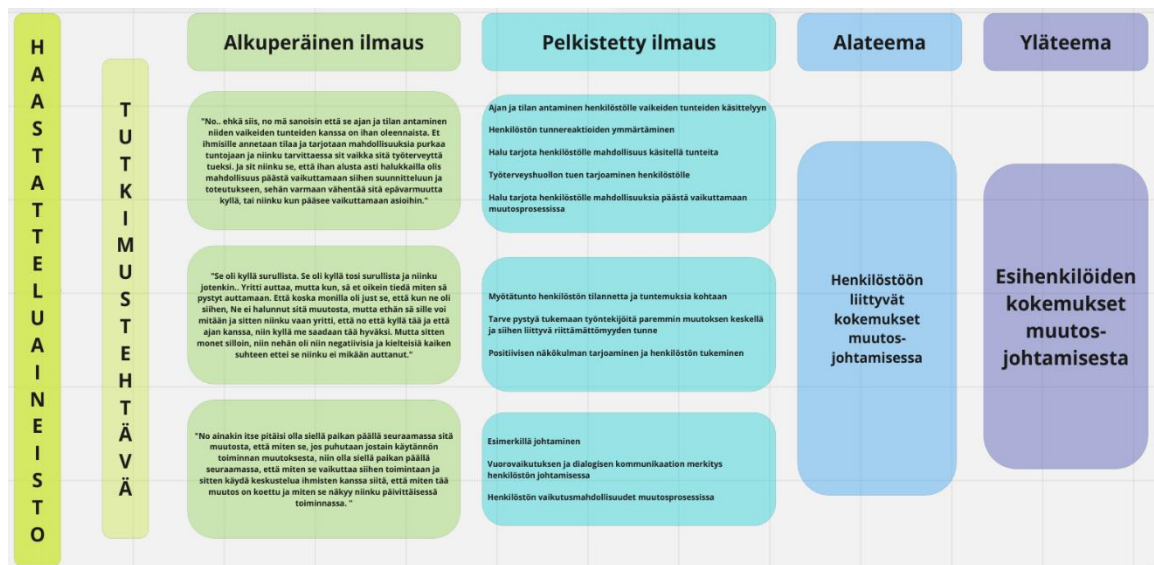 HAASTATTELUAINEISTO
TUTKIMUSTEHTÄVÄ
Alkuperäinen ilmaus
Pelkistetty ilmaus
Alateema
Yläteema
"No.. ehkä siis, no mä sanoisin että se ajan ja tilan antaminen
niiden vaikeiden tunteiden kanssa on ihan oleennaista. Et
ihmisille annetaan tilaa ja tarjotaan mahdollisuuksia purkaa
tuntojaan ja niinku tarvittaessa sit vaikka sitä työterveyttä
tueksi. Ja sit niinku se, että ihan alusta asti halukkailla olis
mahdollisuus päästä vaikuttamaan siihen suunnitteluun ja
toteutukseen, sehän varmaan vähentää sitä epävarmuutta
kyllä, tai niinku kun pääsee vaikuttamaan asioihin."
Ajan ja tilan antaminen henkilöstölle vaikeiden tunteiden käsittelyyn
Henkilöstön tunnereaktioiden ymmärtäminen
Halu tarjota henkilöstölle mahdollisuus käsitellä tunteita
Työterveyshuollon tuen tarjoaminen henkilöstölle
Halu tarjota henkilöstölle mahdollisuuksia päästä vaikuttamaan
muutosprosessissa
"Se oli kyllä surullista. Se oli kyllä tosi surullista ja niinku
jotenkin.. Yritti auttaa, mutta kun, sä et oikein tiedä miten sä
pystyt auttamaan. Että koska monilla oli just se, että kun ne oli
siihen, Ne ei halunnut sitä muutosta, mutta ethän sä sille voi
mitään ja sitten niinku vaan yritti, että no että kyllä tää ja että
ajan kanssa, niin kyllä me saadaan tää hyväksi. Mutta sitten
monet silloin, niin nehän oli niin negatiivisia ja kielteisiä kaiken
suhteen ettei se niinku ei mikään auttanut."
Myötätunto henkilöstön tilannetta ja tuntemuksia kohtaan
Tarve pystyä tukemaan työntekijöitä paremmin muutoksen keskellä
ja siihen liittyvä riittämättömyyden tunne
Positiivisen näkökulman tarjoaminen ja henkilöstön tukeminen
"No ainakin itse pitäisi olla siellä paikan päällä seuraamassa sitä
muutosta, että miten se, jos puhutaan jostain käytännön
toiminnan muutoksesta, niin olla siellä paikan päällä
seuraamassa, että miten se vaikuttaa siihen toimintaan ja
sitten käydä keskustelua ihmisten kanssa siitä, että miten tää
muutos on koettu ja miten se näkyy niinku päivittäisessä
toiminnassa. "
Esimerkillä johtaminen
Vuorovaikutuksen ja dialogisen kommunikaation merkitys
henkilöstön johtamisessa
Henkilöstön vaikutusmahdollisuudet muutosprosessissa
Henkilöstöön
liittyvät
kokemukset
muutos-
johtamisessa
Esihenkilöiden
kokemukset
muutos-
johtamisesta